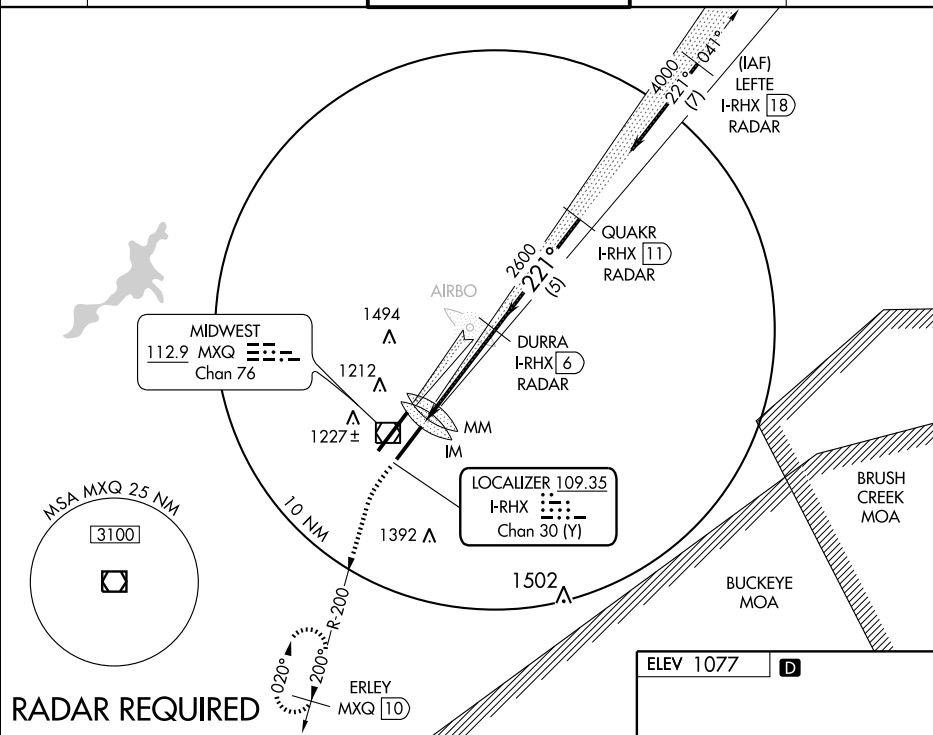 4000
041°
221°
(7)
(IAF)
LEFTE
I-RHX 18
RADAR
QUAKR
I-RHX 11
RADAR
2600
221°
(5)
AIRBO
DURRA
I-RHX 6
RADAR
1494
MIDWEST
112.9 MXQ
Chan 76
1212
1227±
MM
IM
LOCALIZER 109.35
I-RHX
Chan 30 (Y)
BRUSH
CREEK
MOA
MSA MXQ 25 NM
3100
10 NM
1392
1502
BUCKEYE
MOA
R-200
020°
200°
ERLEY
MXQ 10
RADAR REQUIRED
ELEV 1077 D